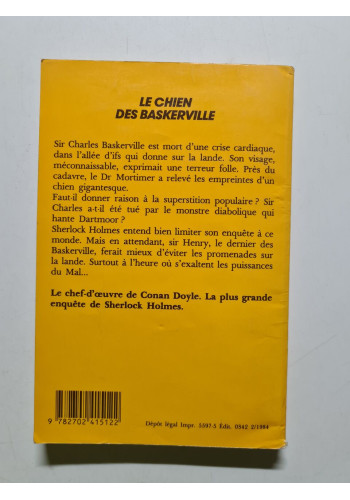 LE CHIEN
DES BASKERVILLE
Sir Charles Baskerville est mort d'une crise cardiaque,
dans l'allée d'ifs qui donne sur la lande. Son visage,
méconnaissable, exprimait une terreur folle. Près du
cadavre, le Dr Mortimer a relevé les empreintes d'un
chien gigantesque.
Faut-il donner raison à la superstition populaire ? Sir
Charles a-t-il été tué par le monstre diabolique qui
hante Dartmoor ?
Sherlock Holmes entend bien limiter son enquête à ce
monde. Mais en attendant, sir Henry, le dernier des
Baskerville, ferait mieux d'éviter les promenades sur
la lande. Surtout à l'heure où s'exaltent les puissances
du Mal...
Le chef-d'œuvre de Conan Doyle. La plus grande
enquête de Sherlock Holmes.
9 782702 415122
Dépôt légal Impr. 5597-5 Édit. 0542 2/1984